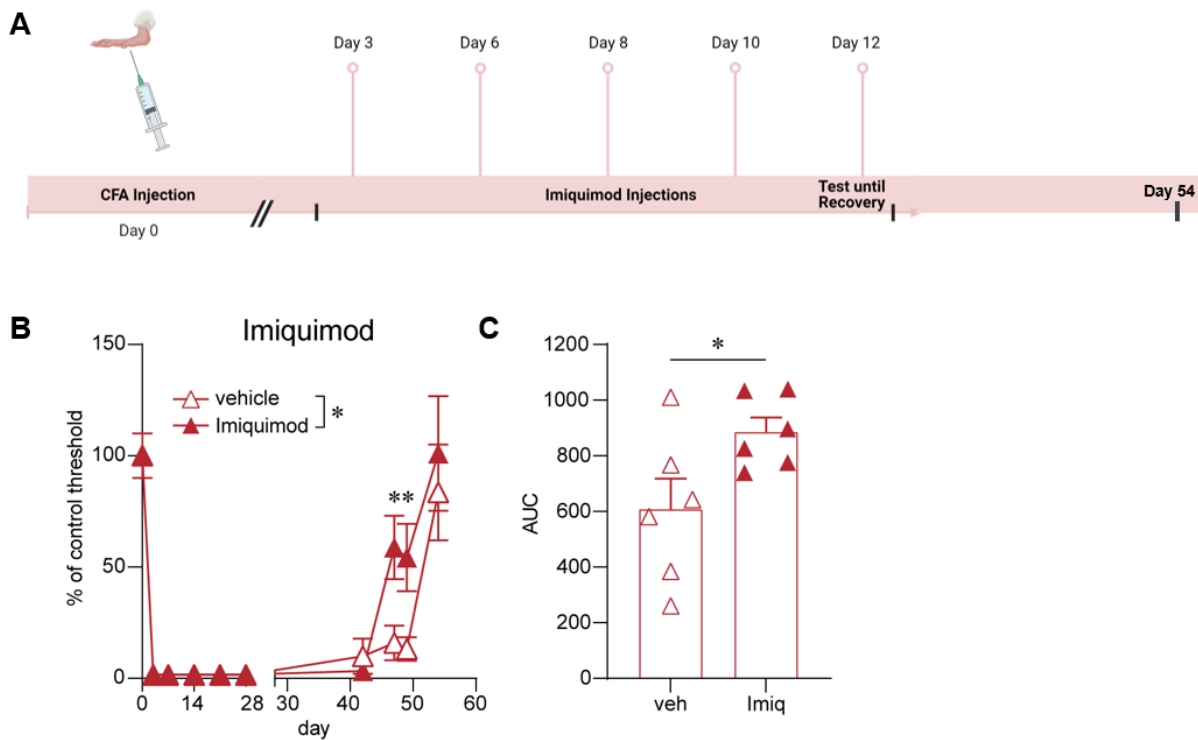 A
Day 3
Day 6
Day 8
Day 10
Day 12
CFA Injection
Imiquimod Injections
Test until
Recovery
Day 54
Day 0
B
Imiquimod
% of control threshold
150
100
50
0
vehicle
Imiquimod
*
**
0
14
28
30
40
50
60
day
C
AUC
1200
1000
800
600
400
200
0
*
veh
Imiq